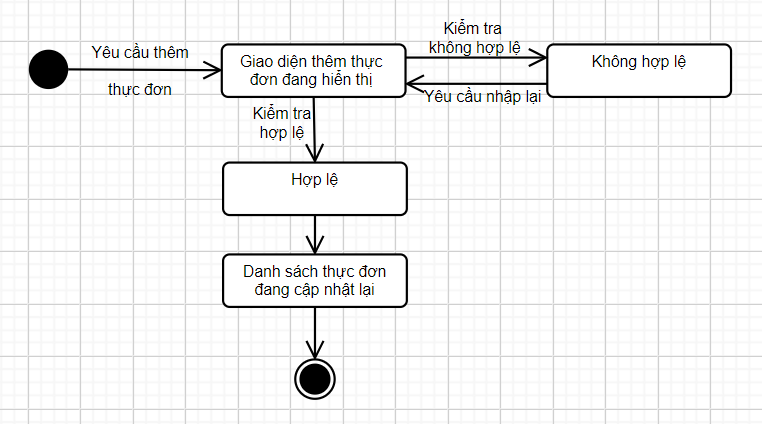 Yêu cầu thêm
thực đơn
Giao diện thêm thực
đơn đang hiển thị
Kiểm tra
không hợp lệ
Yêu cầu nhập lại
Không hợp lệ
Kiểm tra
hợp lệ
Hợp lệ
Danh sách thực đơn
đang cập nhật lại